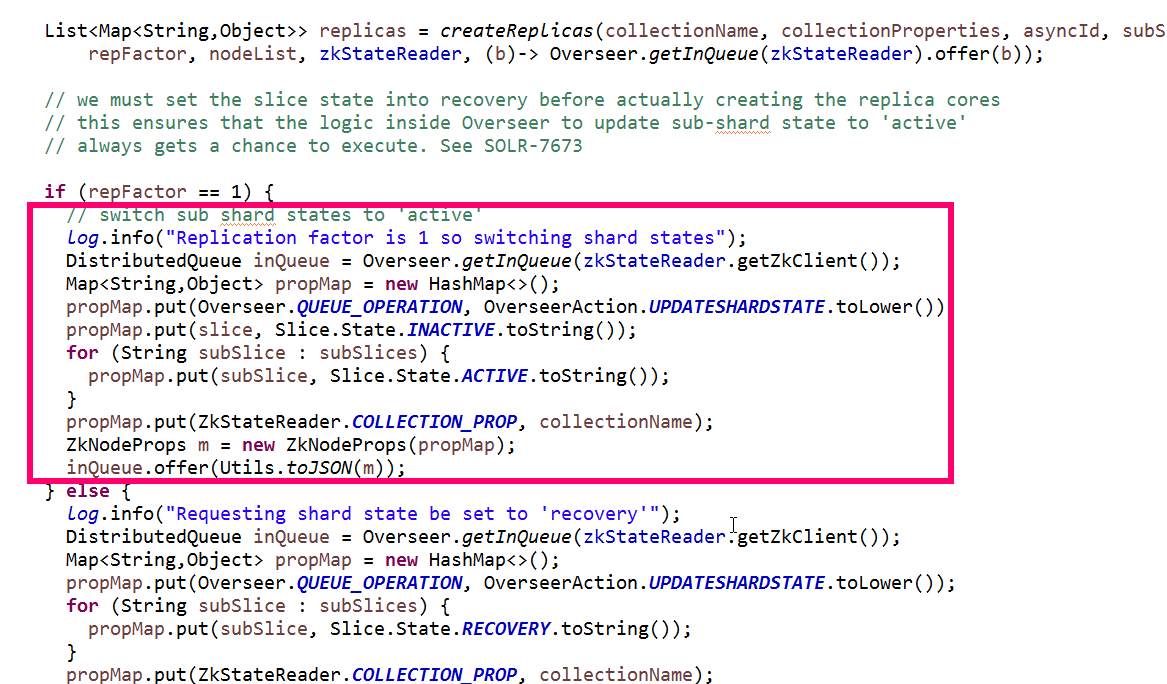 List<Map<String,Object>> replicas = createReplicas(collectionName, collectionProperties, asyncId, subS
repFactor, nodeList, zkStateReader, (b)-> Overseer.getInQueue(zkStateReader).offer(b));
// we must set the slice state into recovery before actually creating the replica cores
// this ensures that the logic inside Overseer to update sub-shard state to 'active'
// always gets a chance to execute. See SOLR-7673
if (repFactor == 1) {
// switch sub shard states to 'active'
log.info("Replication factor is 1 so switching shard states");
DistributedQueue inQueue = Overseer.getInQueue(zkStateReader.getZkClient());
Map<String,Object> propMap = new HashMap<>();
propMap.put(Overseer.QUEUE_OPERATION, OverseerAction.UPDATESHARDSTATE.toLower())
propMap.put(slice, Slice.State.INACTIVE.toString());
for (String subSlice : subSlices) {
propMap.put(subSlice, Slice.State.ACTIVE.toString());
}
propMap.put(ZkStateReader.COLLECTION_PROP, collectionName);
ZkNodeProps m = new ZkNodeProps(propMap);
inQueue.offer(Utils.toJSON(m));
} else {
log.info("Requesting shard state be set to 'recovery'");
DistributedQueue inQueue = Overseer.getInQueue(zkStateReader.getZkClient());
Map<String,Object> propMap = new HashMap<>();
propMap.put(Overseer.QUEUE_OPERATION, OverseerAction.UPDATESHARDSTATE.toLower());
for (String subSlice : subSlices) {
propMap.put(subSlice, Slice.State.RECOVERY.toString());
}
propMap.put(ZkStateReader.COLLECTION_PROP, collectionName);